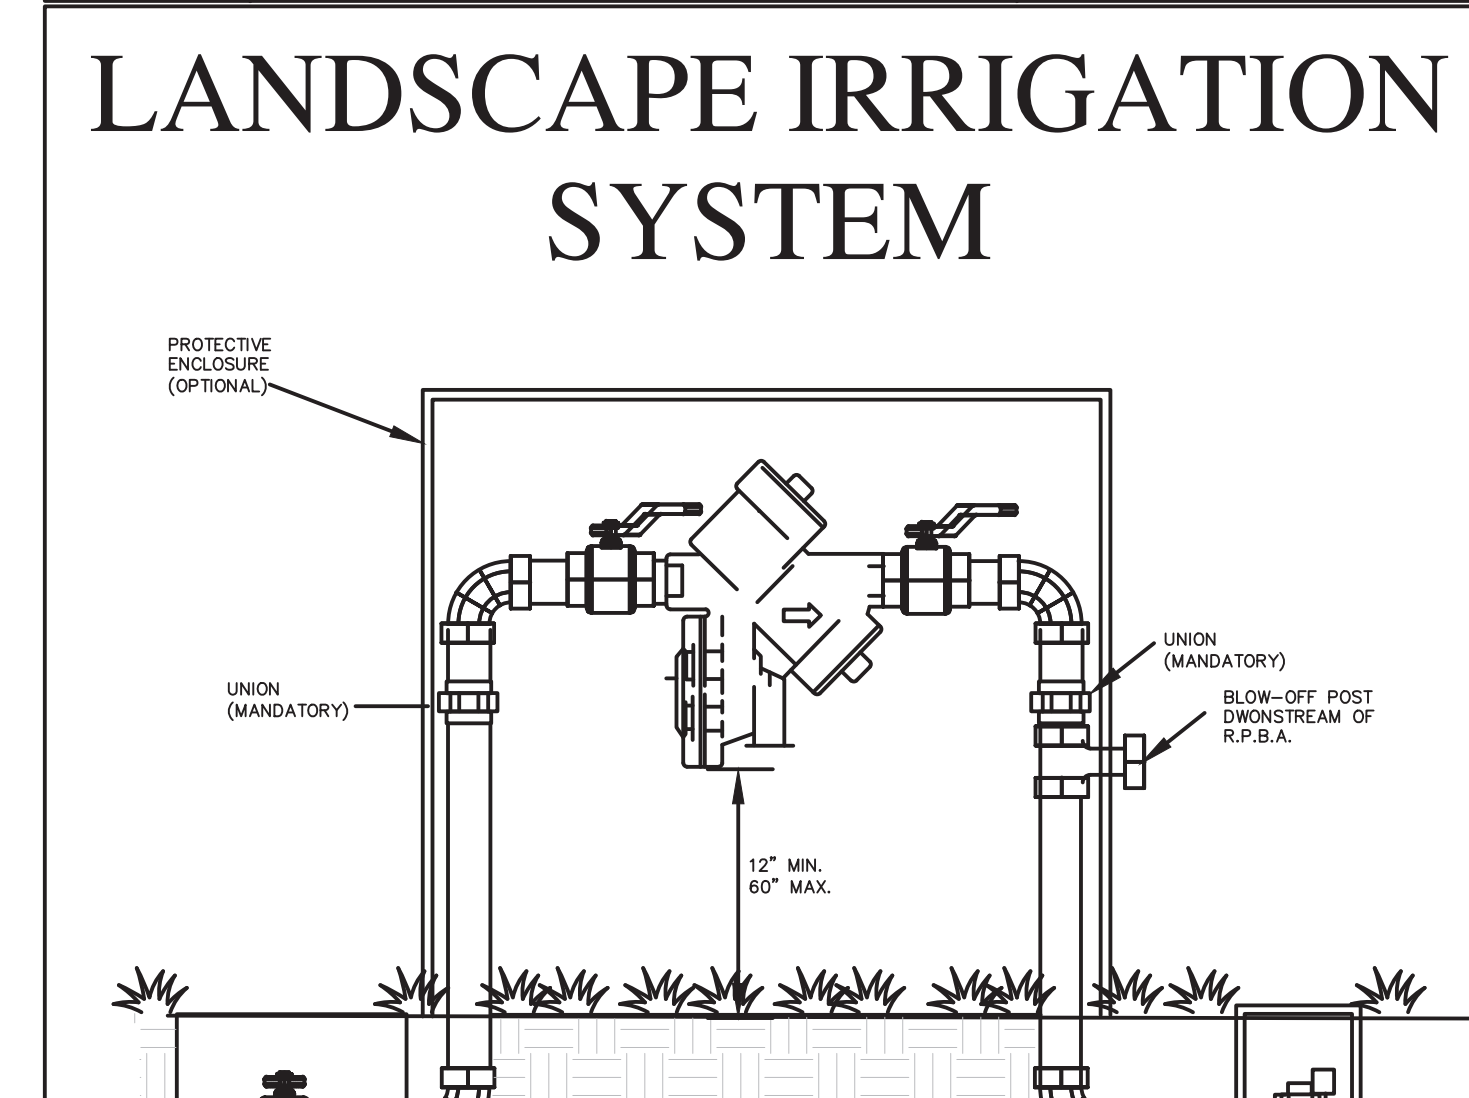 LANDSCAPE IRRIGATION
SYSTEM
PROTECTIVE
ENCLOSURE
(OPTIONAL)
UNION
(MANDATORY)
UNION
(MANDATORY)
BLOW-OFF POST
DWONSTREAM OF
R.P.B.A.
12" MIN.
60" MAX.